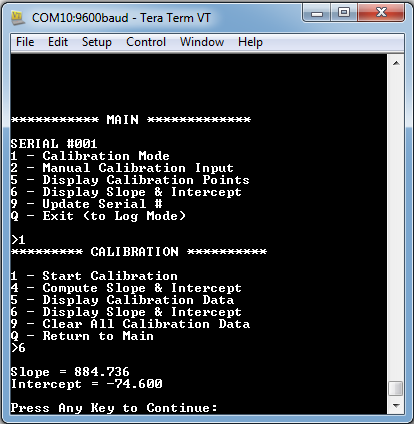 COM10:9600baud - Tera Term VT
File Edit Setup Control Window Help
*********** MAIN *************
SERIAL #001
1 - Calibration Mode
2 - Manual Calibration Input
5 - Display Calibration Points
6 - Display Slope & Intercept
9 - Update Serial #
Q - Exit (to Log Mode)
>1
********* CALIBRATION **********
1 - Start Calibration
4 - Compute Slope & Intercept
5 - Display Calibration Data
6 - Display Slope & Intercept
9 - Clear All Calibration Data
Q - Return to Main
>6
Slope = 884.736
Intercept = -74.600
Press Any Key to Continue: